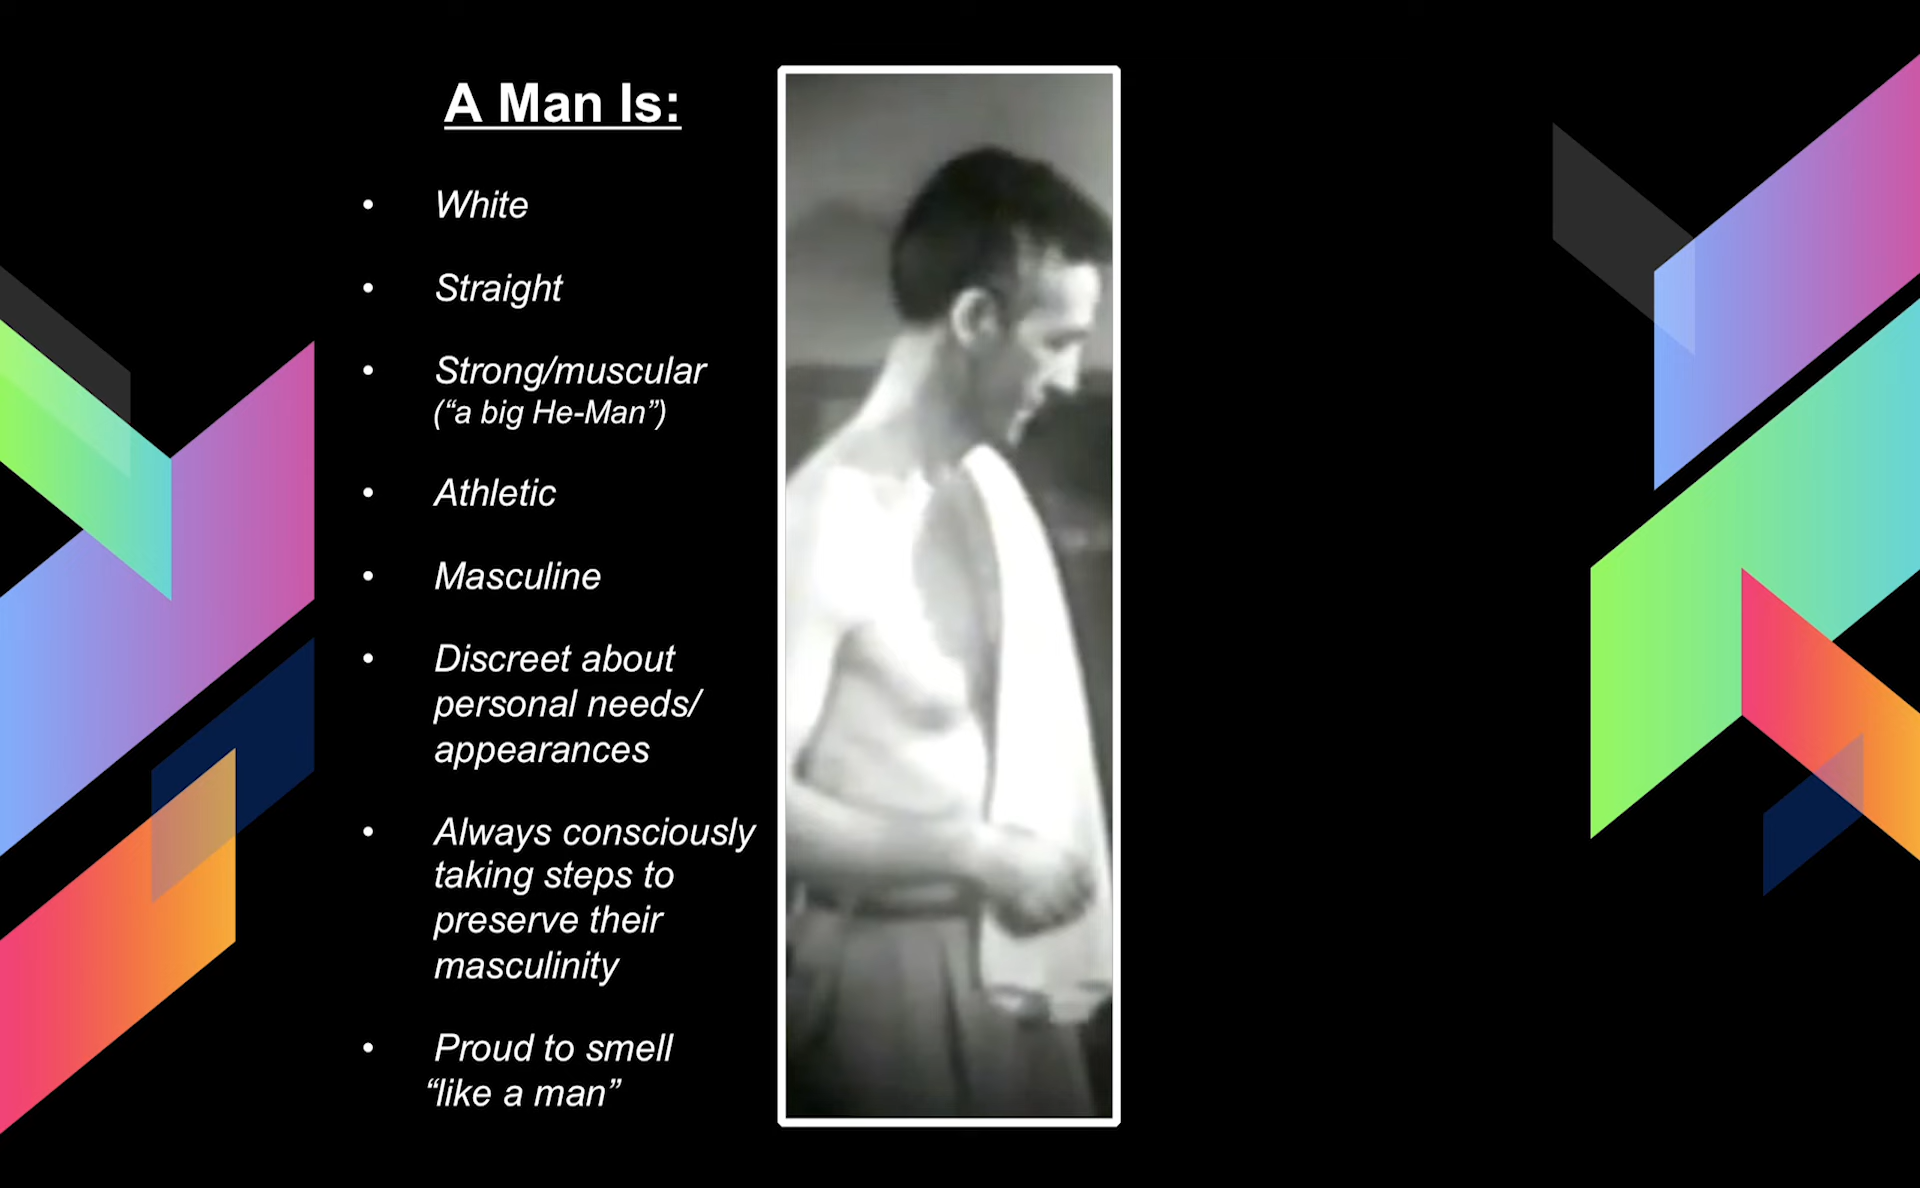 A Man Is:
• White
• Straight
• Strong/muscular
(“a big He-Man”)
• Athletic
• Masculine
• Discreet about
personal needs/
appearances
• Always consciously
taking steps to
preserve their
masculinity
• Proud to smell
“like a man”